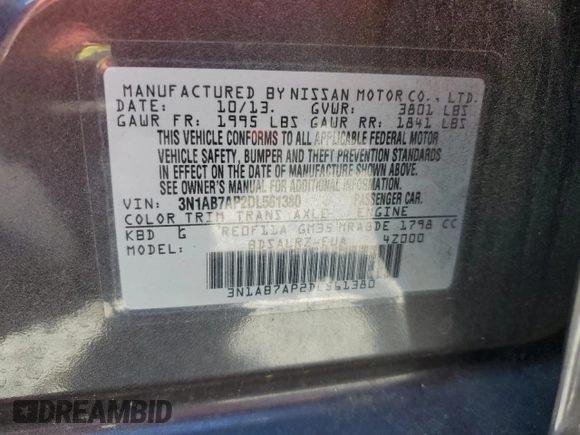 MANUFACTURED BY NISSAN MOTOR CO., LTD.
DATE: 10/13. GVWR: 3801 LBS
GAWR FR: 1995 LBS GAWR RR: 1841 LBS
THIS VEHICLE CONFORMS TO ALL APPLICABLE FEDERAL MOTOR
VEHICLE SAFETY, BUMPER AND THEFT PREVENTION STANDARDS
IN EFFECT ON THE DATE OF MANUFACTURE SHOWN ABOVE.
SEE OWNER'S MANUAL FOR ADDITIONAL INFORMATION.
VIN: 3N1AB7AP2DL561380 PASSENGER CAR.
COLOR TRIM TRANS AXLE ENGINE
KBD G RE0F11A GM35 MRA8DE 1798 CC
MODEL: BDSALRZ-EUA 4Z000
3N1AB7AP2DL561380
DREAMBID